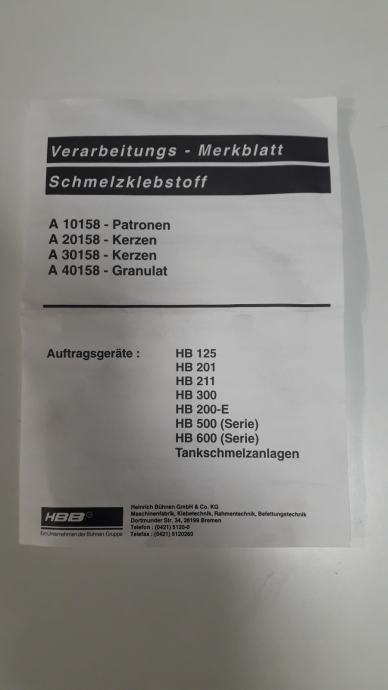 Verarbeitungs - Merkblatt
Schmelzklebstoff
A 10158 - Patronen
A 20158 - Kerzen
A 30158 - Kerzen
A 40158 - Granulat
Auftragsgeräte : HB 125
HB 201
HB 211
HB 300
HB 200-E
HB 500 (Serie)
HB 600 (Serie)
Tankschmelzanlagen
HBB
Ein Unternehmen der Bühnen-Gruppe
Heinrich Bühnen GmbH & Co. KG
Maschinenfabrik, Klebetechnik, Rahmentechnik, Befettungstechnik
Dortmunder Str. 34, 28199 Bremen
Telefon : (0421) 5120-0
Telefax : (0421) 5120260